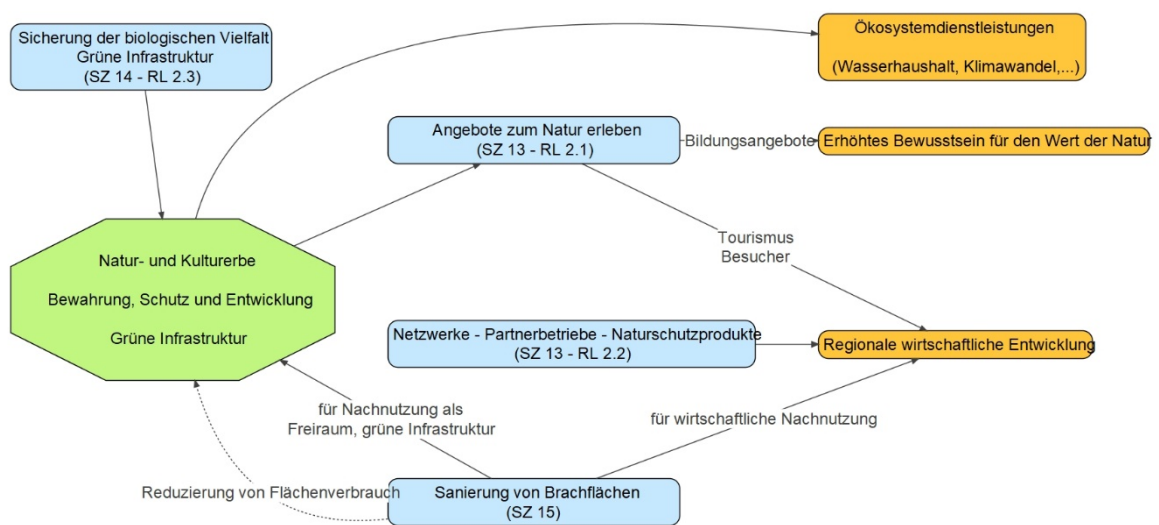 Sicherung der biologischen Vielfalt
Grüne Infrastruktur
(SZ 14 - RL 2.3)
Ökosystemdienstleistungen
(Wasserhaushalt, Klimawandel,...)
Angebote zum Natur erleben
(SZ 13 - RL 2.1)
Bildungsangebote
Erhöhtes Bewusstsein für den Wert der Natur
Natur- und Kulturerbe
Bewahrung, Schutz und Entwicklung
Grüne Infrastruktur
Tourismus
Besucher
Netzwerke - Partnerbetriebe - Naturschutzprodukte
(SZ 13 - RL 2.2)
Regionale wirtschaftliche Entwicklung
für Nachnutzung als
Freiraum, grüne Infrastruktur
für wirtschaftliche Nachnutzung
Reduzierung von Flächenverbrauch
Sanierung von Brachflächen
(SZ 15)